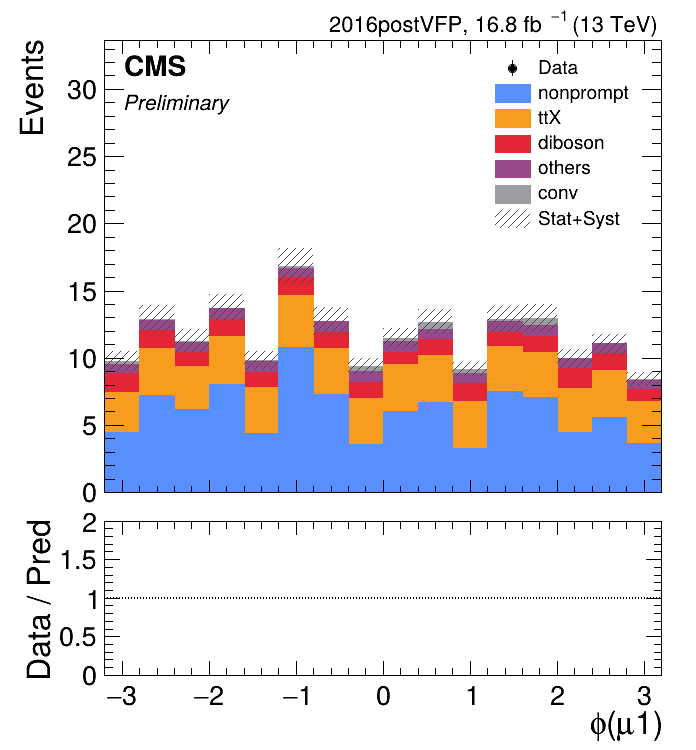 2016postVFP, 16.8 fb⁻¹ (13 TeV)
CMS
Preliminary
Events
30
25
20
15
10
5
0
Data
nonprompt
ttX
diboson
others
conv
Stat+Syst
Data / Pred
2
1.5
1
0.5
0
−3 −2 −1 0 1 2 3
ϕ(μ1)